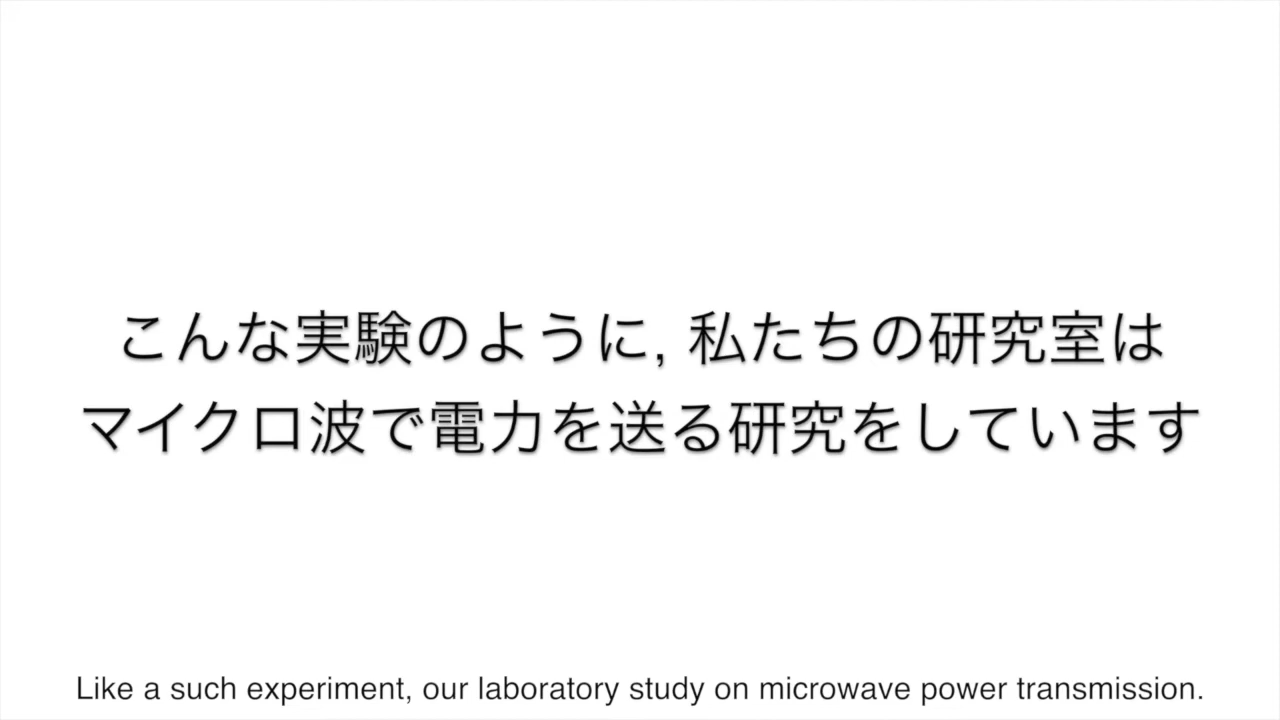 こんな実験のように, 私たちの研究室は
マイクロ波で電力を送る研究をしています
Like a such experiment, our laboratory study on microwave power transmission.